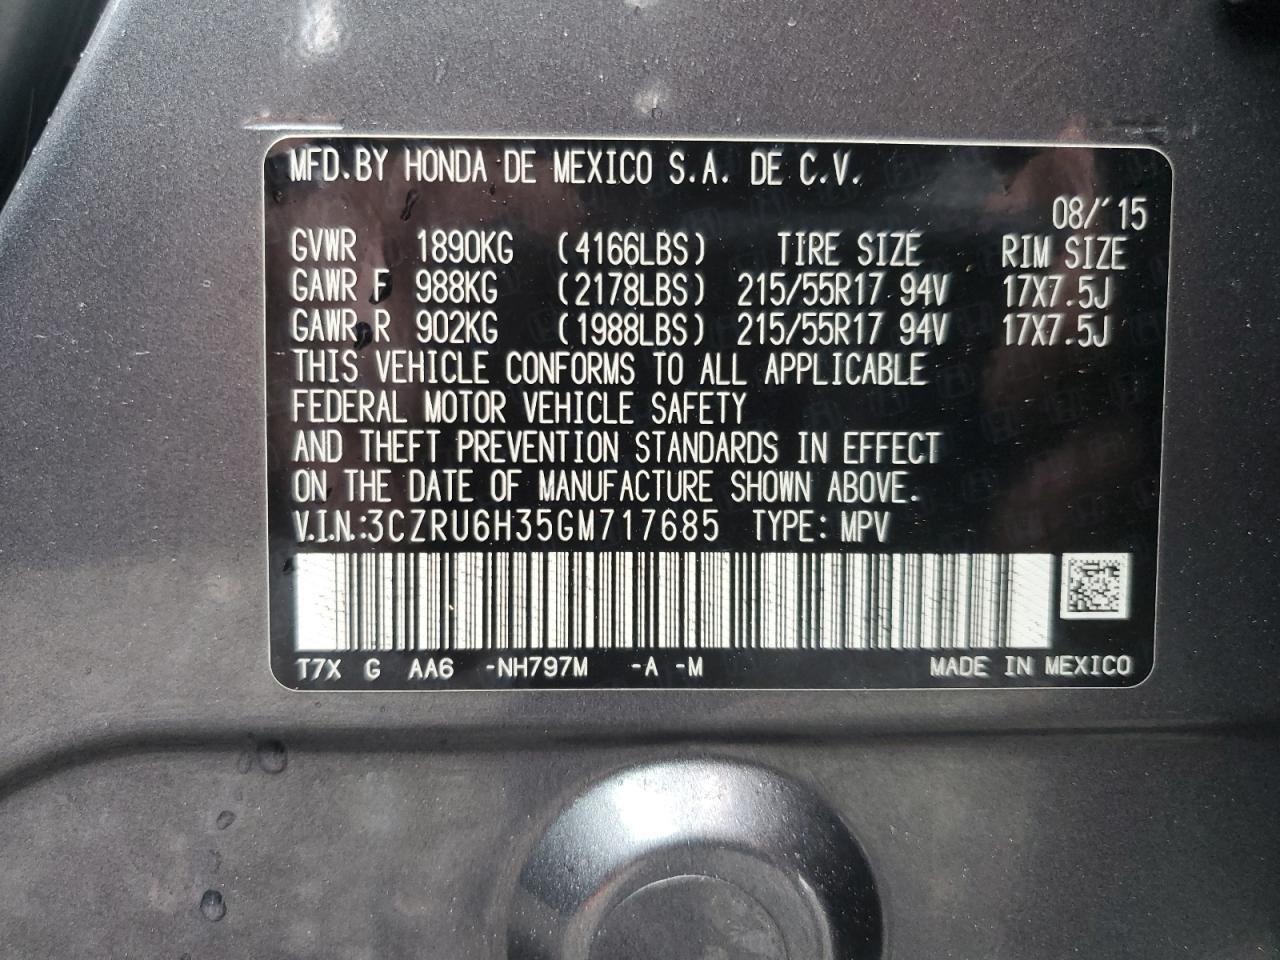 MFD.BY HONDA DE MEXICO S.A. DE C.V.
08/'15
GVWR 1890KG (4166LBS) TIRE SIZE RIM SIZE
GAWR F 988KG (2178LBS) 215/55R17 94V 17X7.5J
GAWR R 902KG (1988LBS) 215/55R17 94V 17X7.5J
THIS VEHICLE CONFORMS TO ALL APPLICABLE
FEDERAL MOTOR VEHICLE SAFETY
AND THEFT PREVENTION STANDARDS IN EFFECT
ON THE DATE OF MANUFACTURE SHOWN ABOVE.
V.I.N.:3CZRU6H35GM717685 TYPE: MPV
T7X G AA6 -NH797M -A -M MADE IN MEXICO